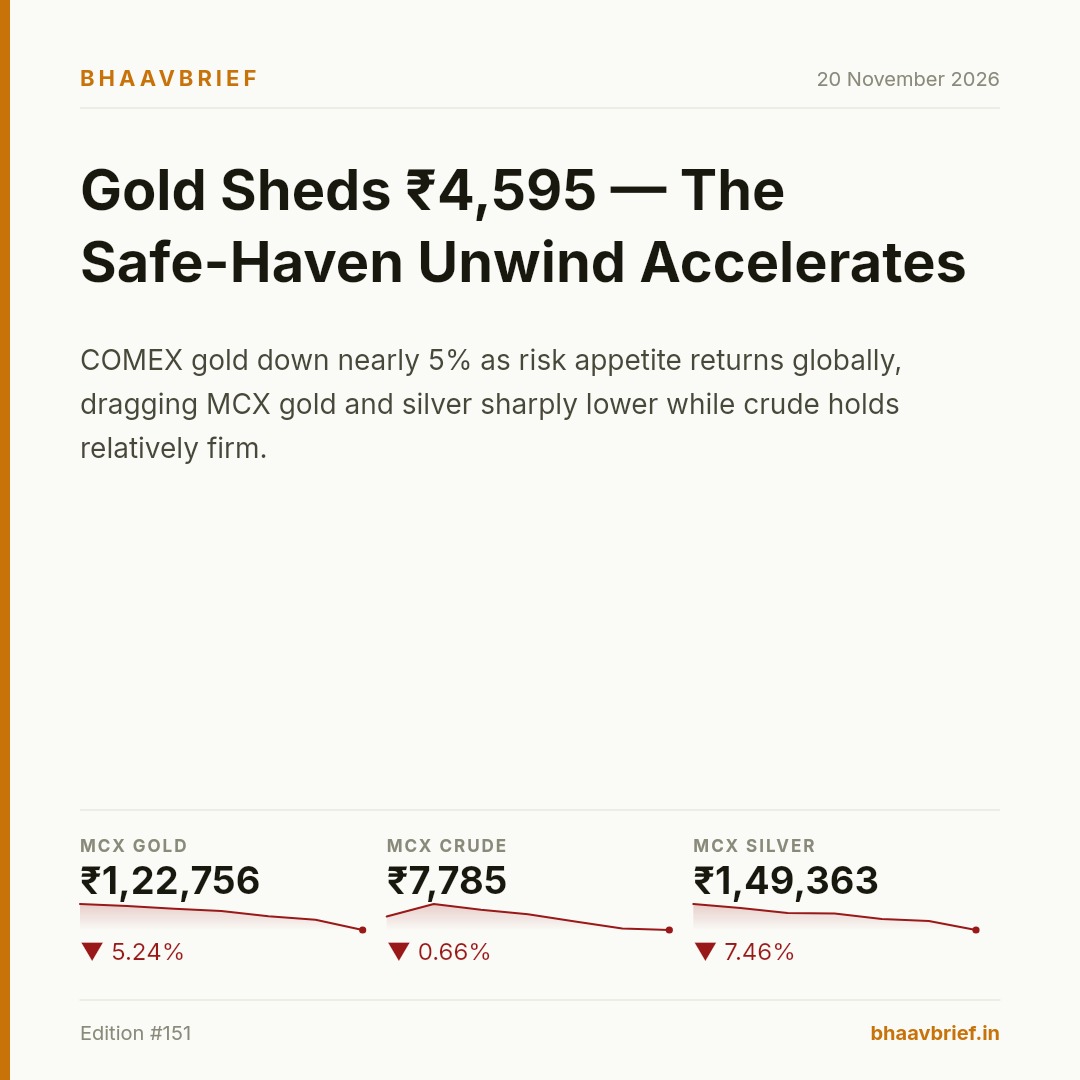 BHAAVBRIEF
20 November 2026
Gold Sheds ₹4,595 — The
Safe-Haven Unwind Accelerates
COMEX gold down nearly 5% as risk appetite returns globally,
dragging MCX gold and silver sharply lower while crude holds
relatively firm.
MCX GOLD
₹1,22,756
▼ 5.24%
MCX CRUDE
₹7,785
▼ 0.66%
MCX SILVER
₹1,49,363
▼ 7.46%
Edition #151
bhaavbrief.in